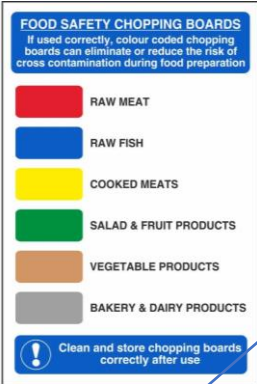 FOOD SAFETY CHOPPING BOARDS
If used correctly, colour coded chopping
boards can eliminate or reduce the risk of
cross contamination during food preparation
RAW MEAT
RAW FISH
COOKED MEATS
SALAD & FRUIT PRODUCTS
VEGETABLE PRODUCTS
BAKERY & DAIRY PRODUCTS
! Clean and store chopping boards
correctly after use